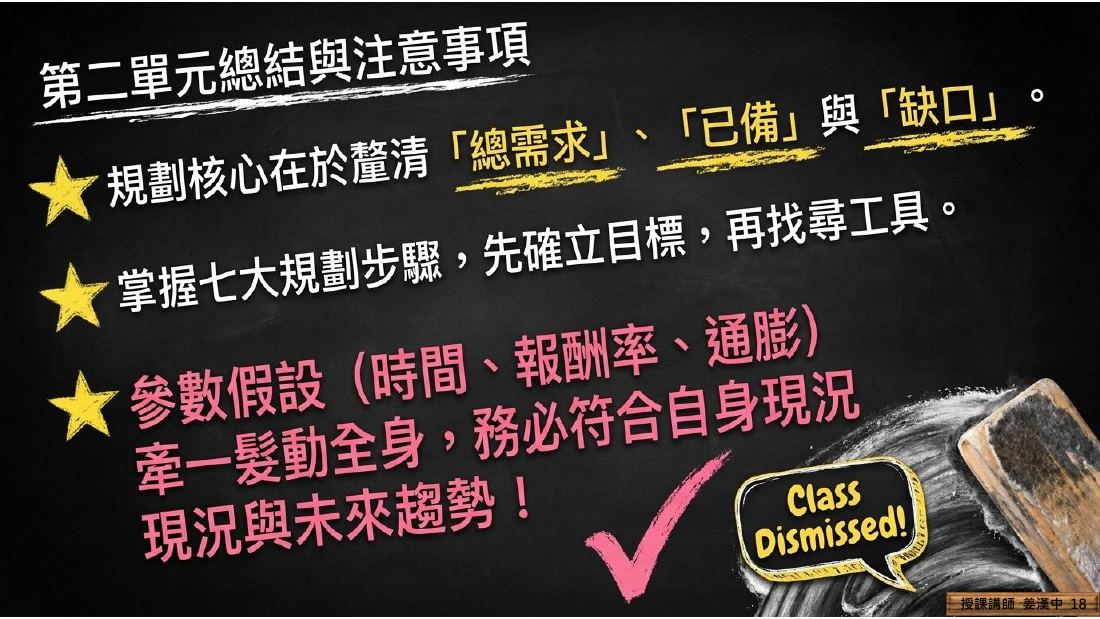 第二單元總結與注意事項
規劃核心在於釐清「總需求」、「已備」與「缺口」。
掌握七大規劃步驟，先確立目標，再找尋工具。
參數假設（時間、報酬率、通膨）
牽一髮動全身，務必符合自身現況
現況與未來趨勢！
Class
Dismissed!
授課講師 姜漢中 18